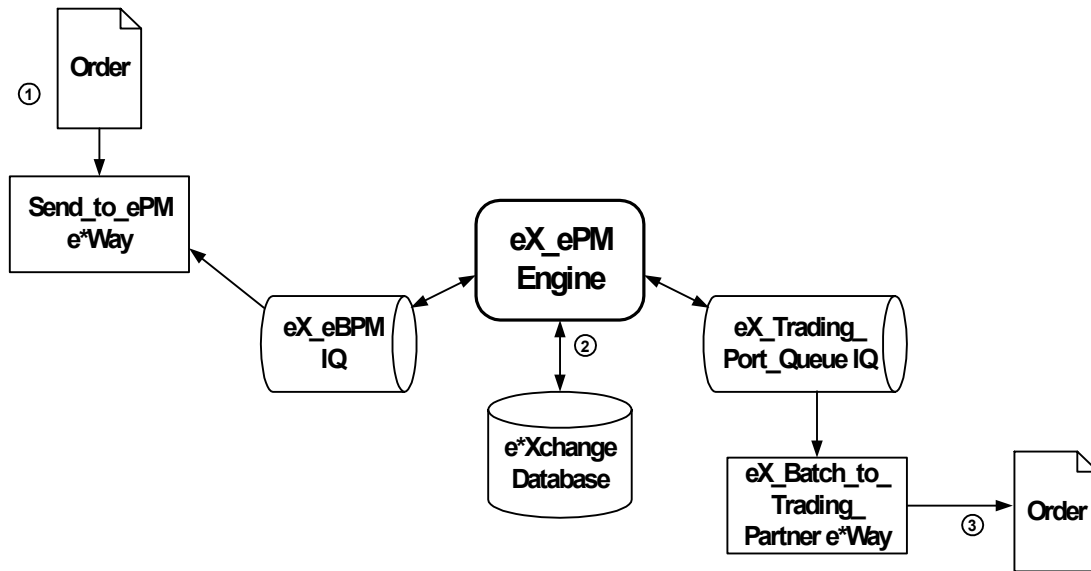 Order
①
Send_to_ePM
e*Way
eX_ePM
Engine
eX_eBPM
IQ
②
eX_Trading_
Port_Queue IQ
e*Xchange
Database
eX_Batch_to_
Trading_
Partner e*Way
③
Order